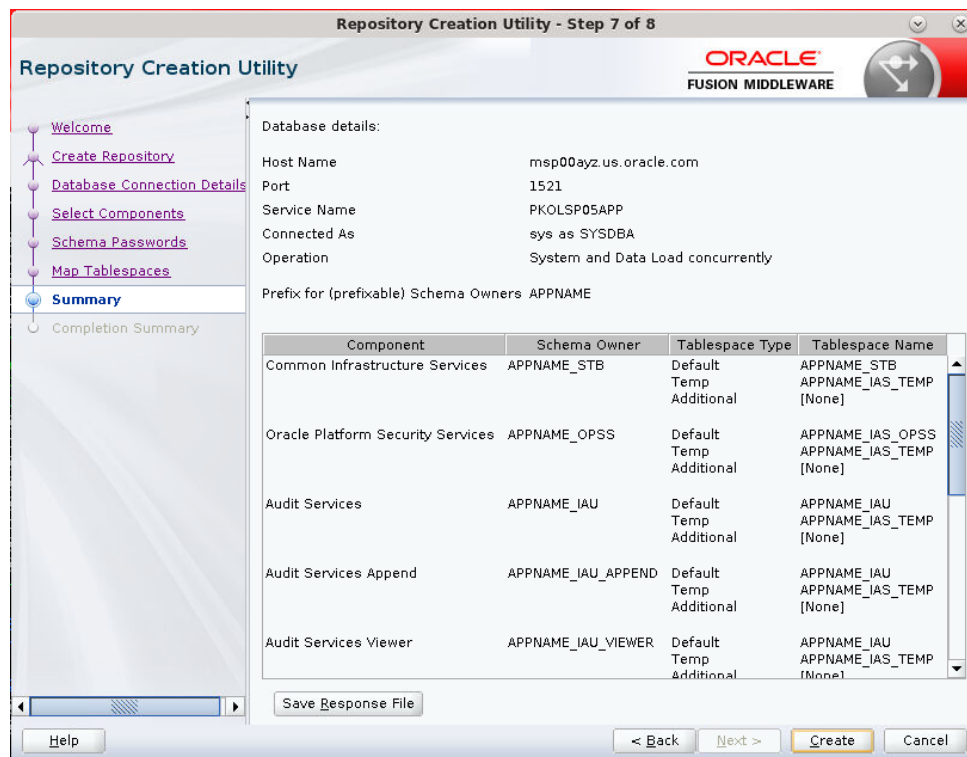 Repository Creation Utility - Step 7 of 8
Repository Creation Utility
ORACLE
FUSION MIDDLEWARE
Welcome
Create Repository
Database Connection Details
Select Components
Schema Passwords
Map Tablespaces
Summary
Completion Summary
Database details:
Host Name msp00ayz.us.oracle.com
Port 1521
Service Name PKOLSP05APP
Connected As sys as SYSDBA
Operation System and Data Load concurrently
Prefix for (prefixable) Schema Owners APPNAME
Component Schema Owner Tablespace Type Tablespace Name
Common Infrastructure Services APPNAME_STB Default APPNAME_STB
Temp APPNAME_IAS_TEMP
Additional [None]
Oracle Platform Security Services APPNAME_OPSS Default APPNAME_IAS_OPSS
Temp APPNAME_IAS_TEMP
Additional [None]
Audit Services APPNAME_IAU Default APPNAME_IAU
Temp APPNAME_IAS_TEMP
Additional [None]
Audit Services Append APPNAME_IAU_APPEND Default APPNAME_IAU
Temp APPNAME_IAS_TEMP
Additional [None]
Audit Services Viewer APPNAME_IAU_VIEWER Default APPNAME_IAU
Temp APPNAME_IAS_TEMP
Additional [None]
Save Response File
Help < Back Next > Create Cancel